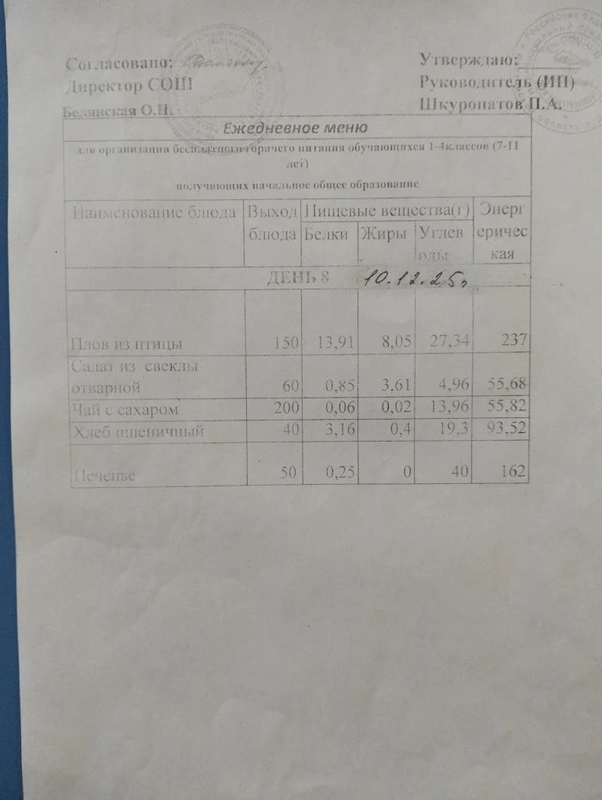 Согласовано:
Директор СОШ
Белянская О.Н.
Утверждаю:
Руководитель (ИП)
Шкуропатов П.А.
Ежедневное меню
для организации бесплатного горячего питания обучающихся 1-4классов (7-11
лет)
получающих начальное общее образование
Наименование блюда Выход блюда Пищевые вещества(г) Энергерическая
Белки Жиры Углеводы
ДЕНЬ 8 10.12.25г
Плов из птицы 150 13,91 8,05 27,34 237
Салат из свеклы
отварной 60 0,85 3,61 4,96 55,68
Чай с сахаром 200 0,06 0,02 13,96 55,82
Хлеб пшеничный 40 3,16 0,4 19,3 93,52
Печенье 50 0,25 0 40 162